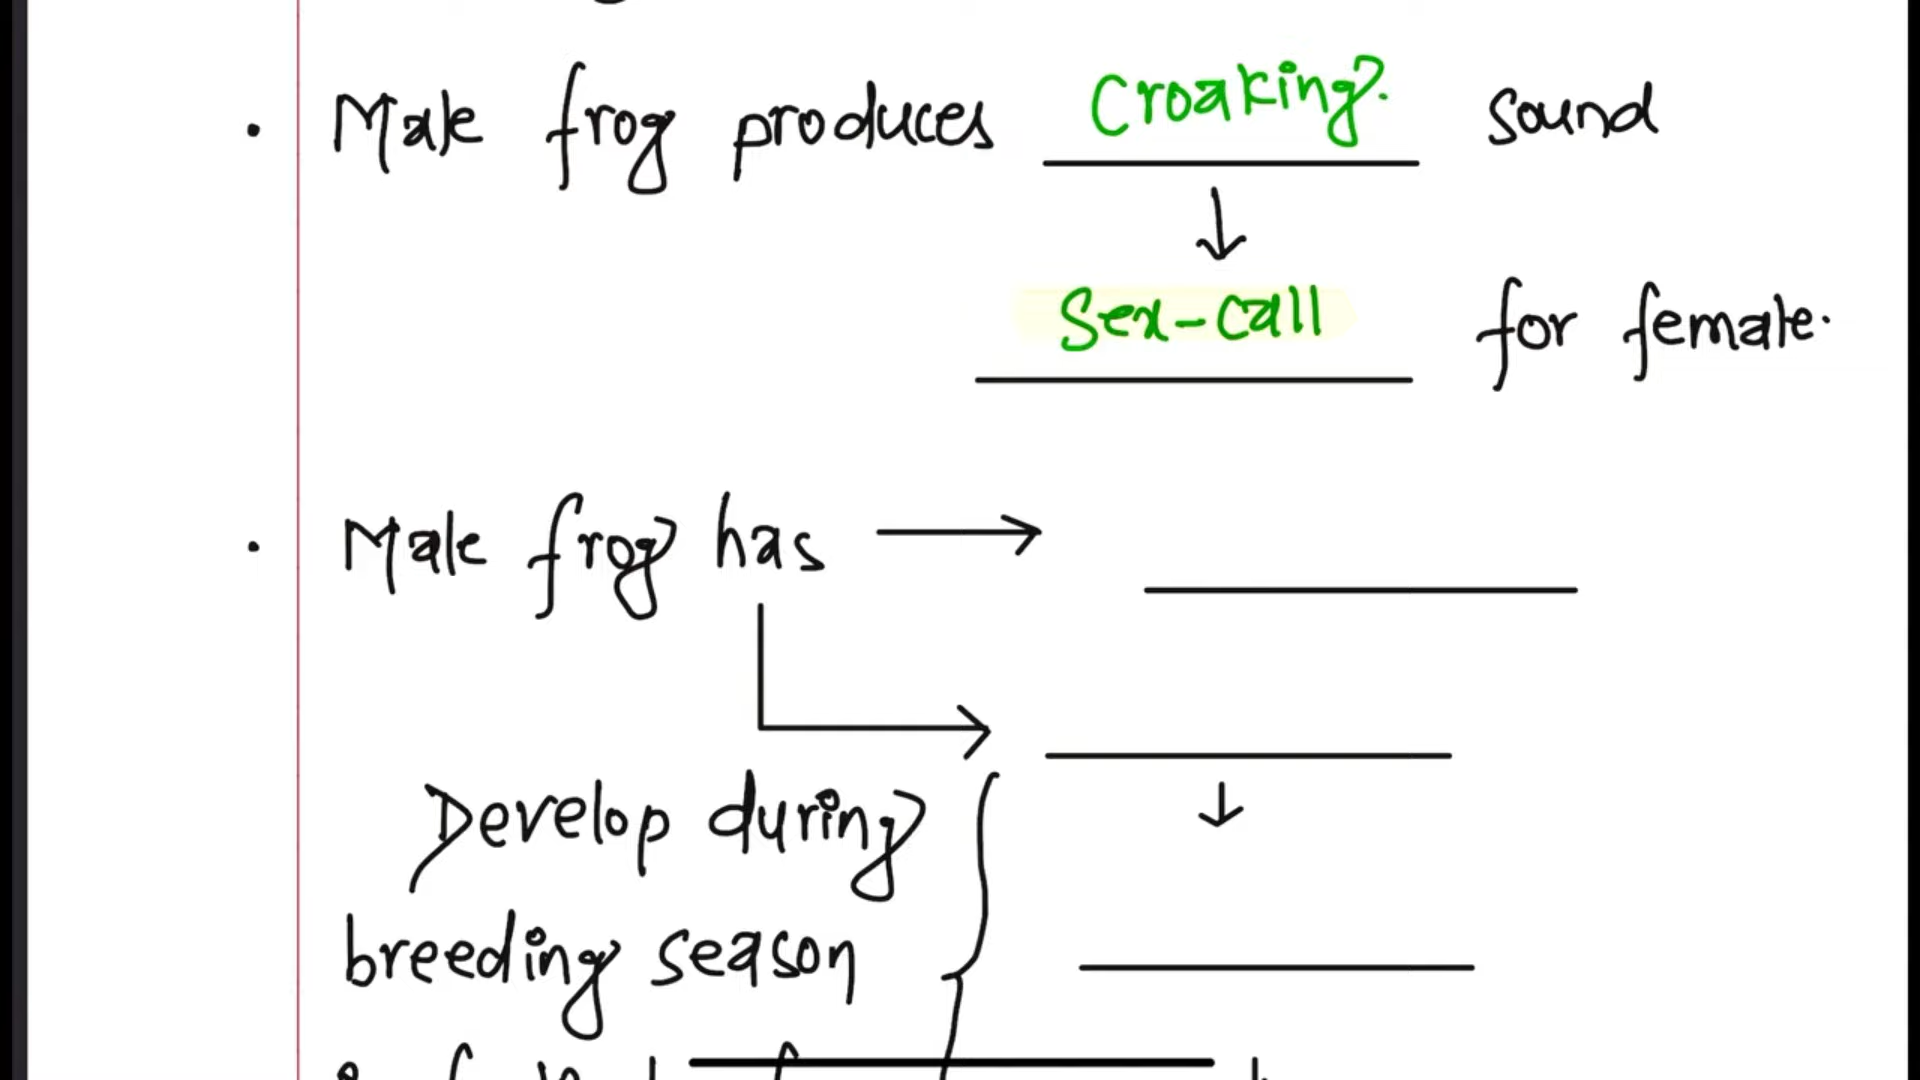 • Male frog produces Croaking. sound
Sex-call for female.
• Male frog has
Develop during
breeding season